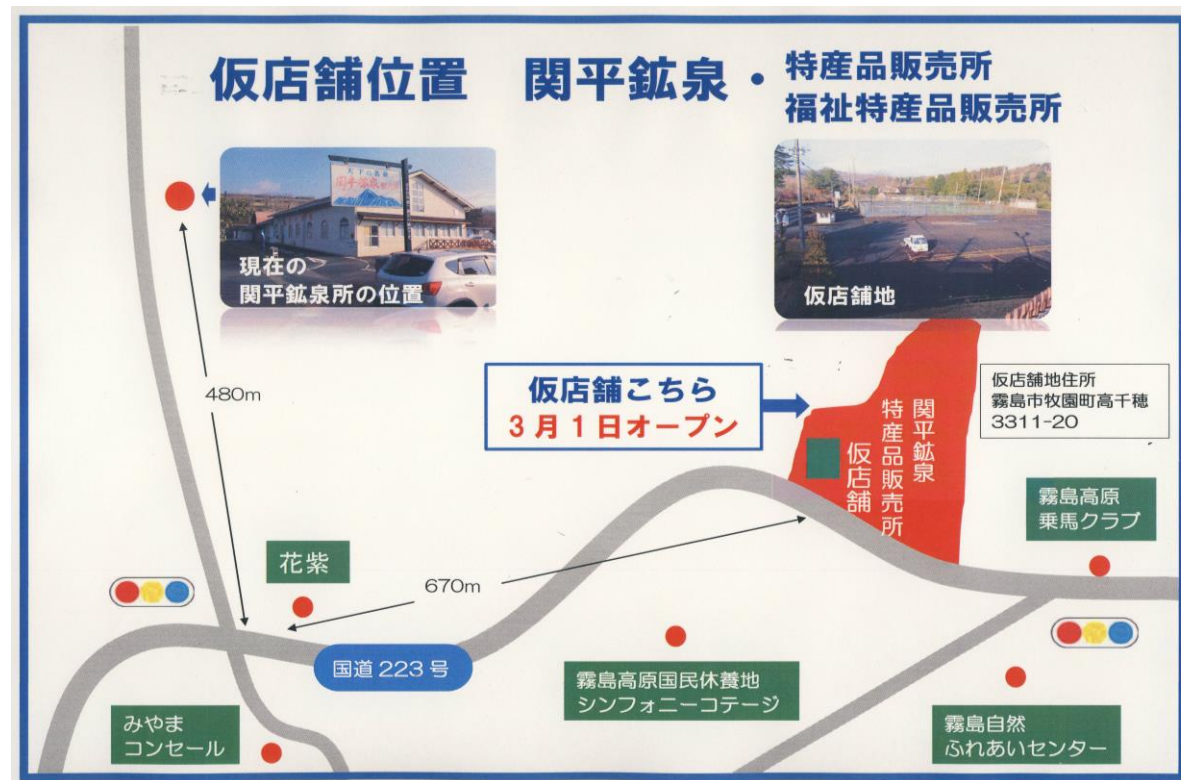 仮店舗位置　関平鉱泉・特産品販売所
福祉特産品販売所
関平鉱泉
現在の
関平鉱泉所の位置
仮店舗地
480m
仮店舗こちら
3月1日オープン
仮店舗地住所
霧島市牧園町高千穂
3311-20
関平鉱泉
特産品販売所
仮店舗
霧島高原
乗馬クラブ
花紫
670m
国道223号
霧島高原国民休養地
シンフォニーコテージ
みやま
コンセール
霧島自然
ふれあいセンター